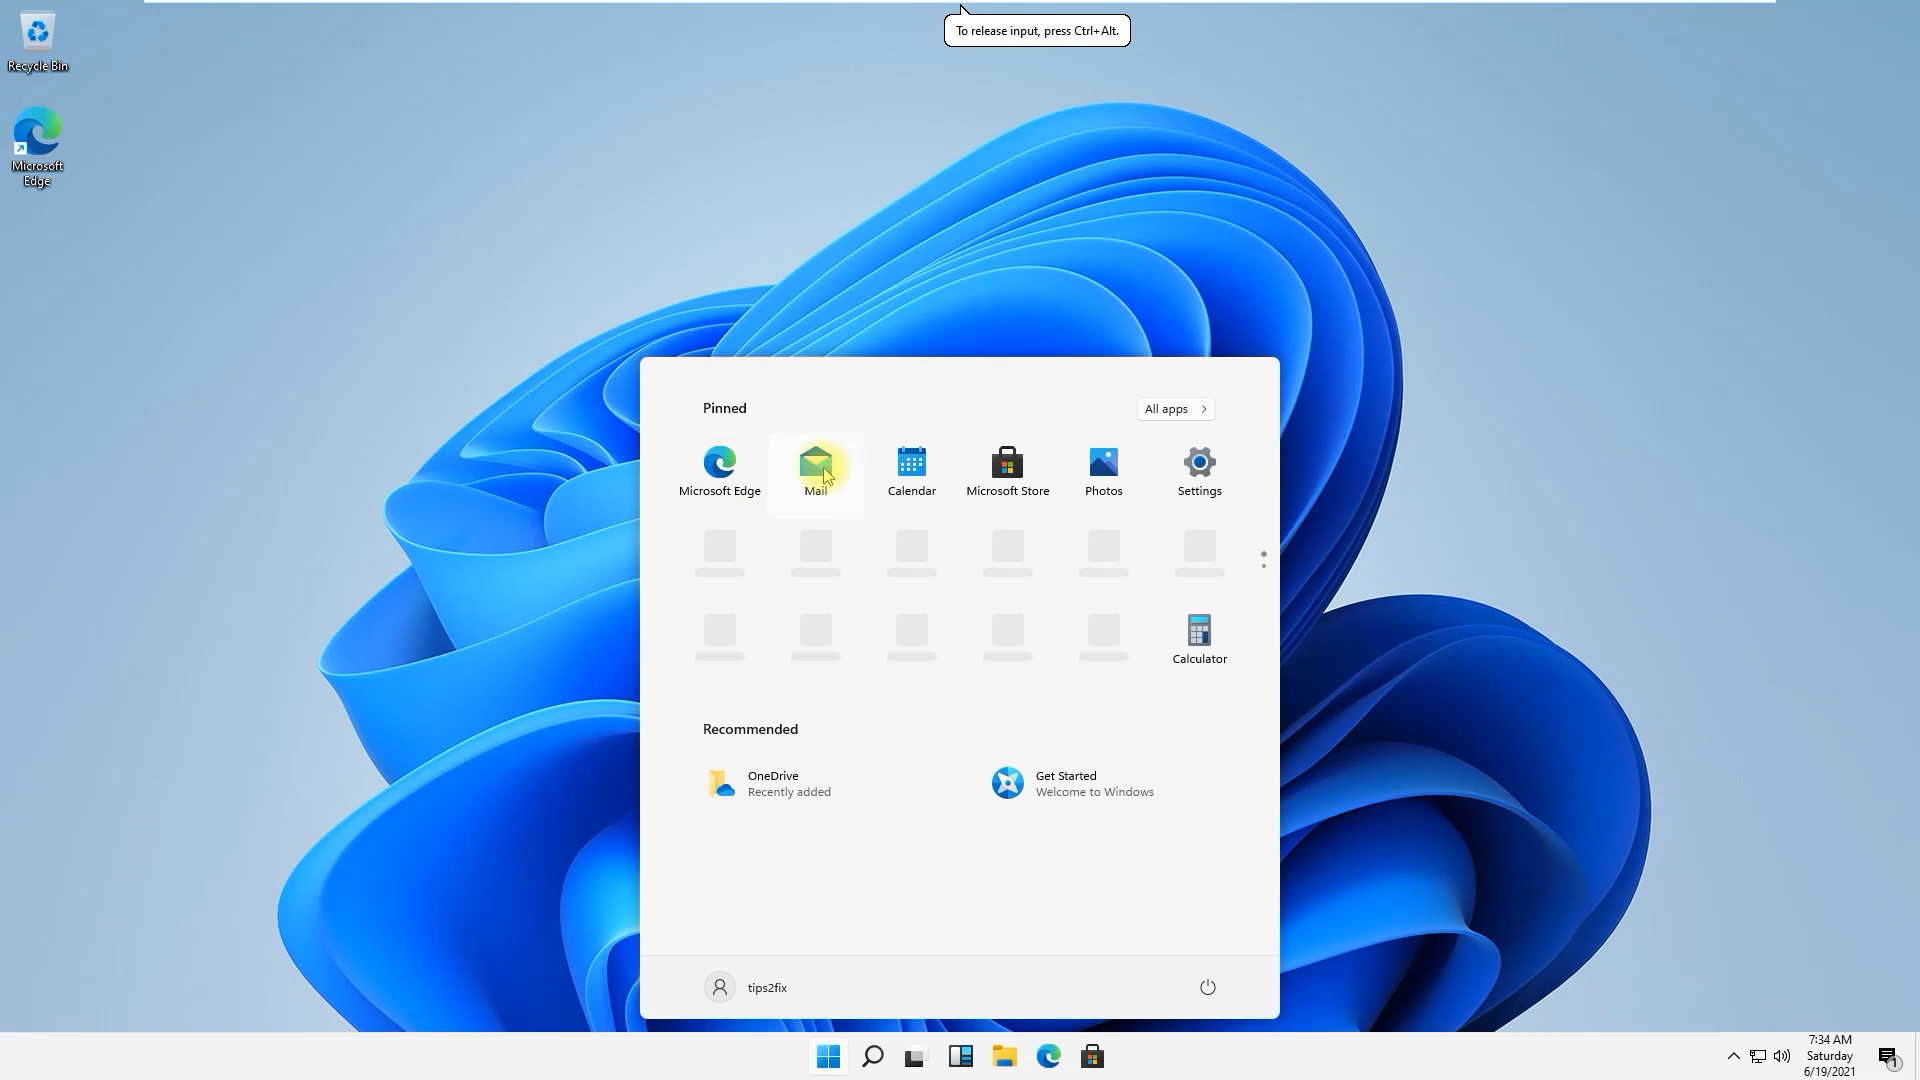 To release input, press Ctrl+Alt.
Recycle Bin
Microsoft
Edge
Pinned
All apps
Microsoft Edge
Mail
Calendar
Microsoft Store
Photos
Settings
Calculator
Recommended
OneDrive
Recently added
Get Started
Welcome to Windows
tips2fix
7:34 AM
Saturday
6/19/2021
1